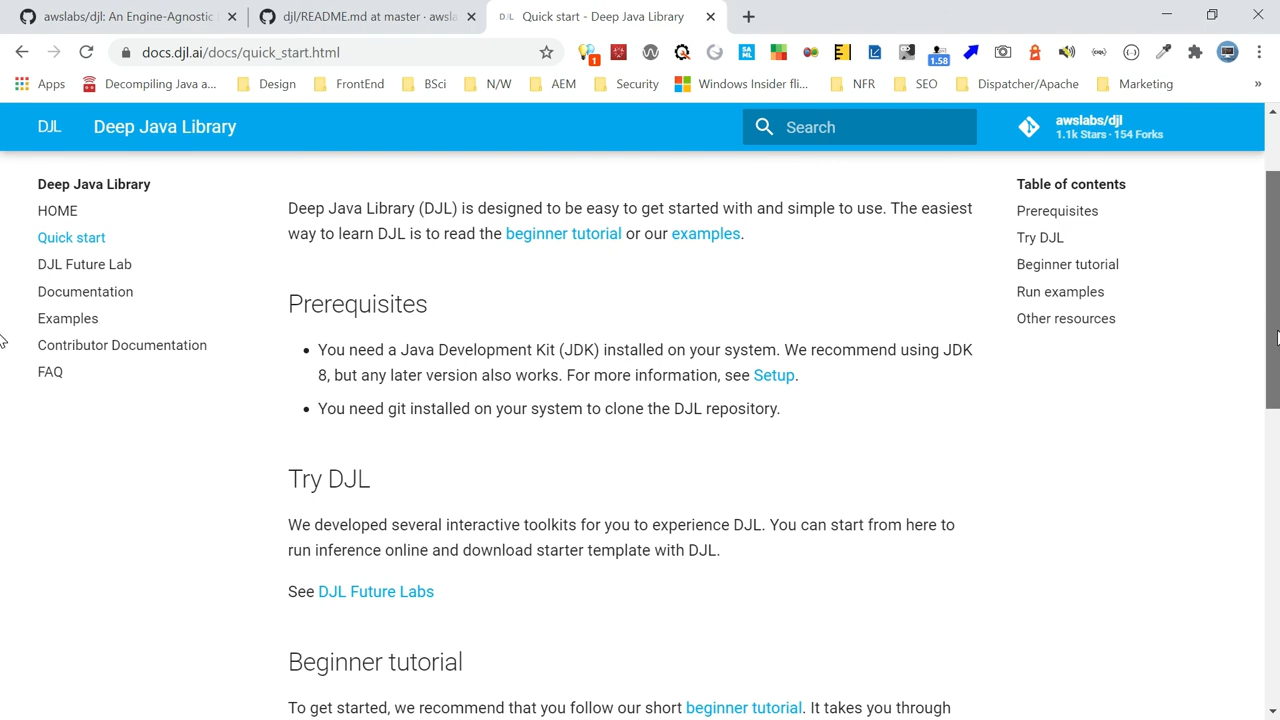 awslabs/djl: An Engine-Agnostic
djl/README.md at master · awsla
DJL Quick start - Deep Java Library
docs.djl.ai/docs/quick_start.html
1
SAML
1.58
Apps
Decompiling Java a...
Design
FrontEnd
BSci
N/W
AEM
Security
Windows Insider fli...
NFR
SEO
Dispatcher/Apache
Marketing
»
DJL
Deep Java Library
Search
awslabs/djl
1.1k Stars · 154 Forks
Deep Java Library
HOME
Quick start
DJL Future Lab
Documentation
Examples
Contributor Documentation
FAQ
Deep Java Library (DJL) is designed to be easy to get started with and simple to use. The easiest
way to learn DJL is to read the beginner tutorial or our examples.
Prerequisites
• You need a Java Development Kit (JDK) installed on your system. We recommend using JDK
8, but any later version also works. For more information, see Setup.
• You need git installed on your system to clone the DJL repository.
Try DJL
We developed several interactive toolkits for you to experience DJL. You can start from here to
run inference online and download starter template with DJL.
See DJL Future Labs
Beginner tutorial
To get started, we recommend that you follow our short beginner tutorial. It takes you through
Table of contents
Prerequisites
Try DJL
Beginner tutorial
Run examples
Other resources